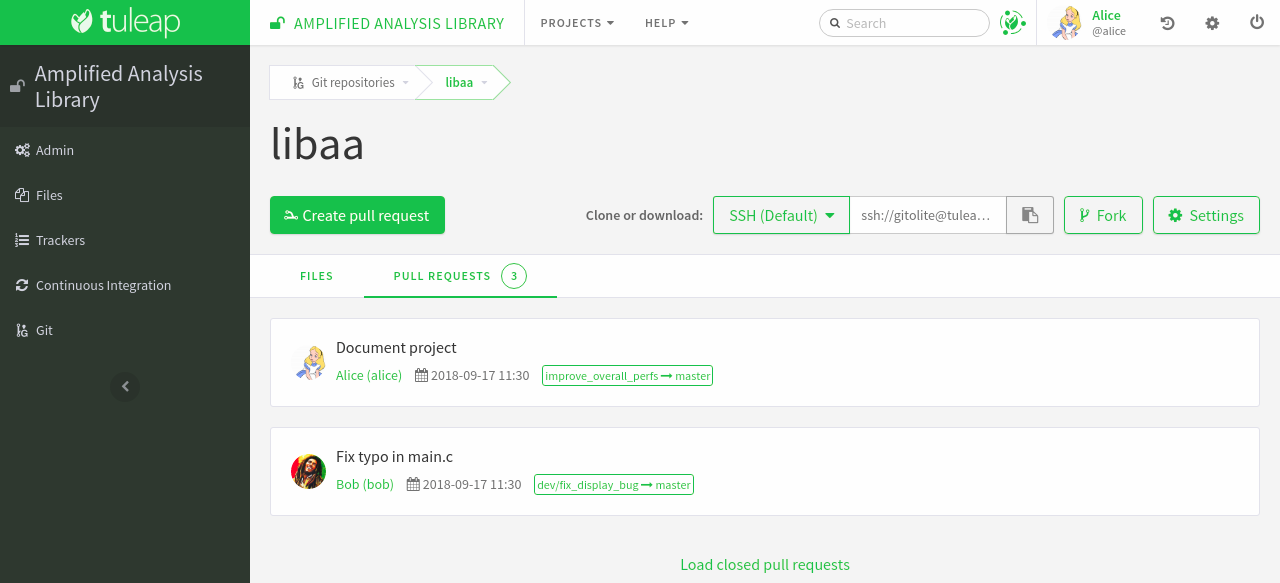 tuleap
AMPLIFIED ANALYSIS LIBRARY
PROJECTS
HELP
Search
Alice
@alice
Amplified Analysis
Library
Admin
Files
Trackers
Continuous Integration
Git
Git repositories
libaa
libaa
Create pull request
Clone or download:
SSH (Default)
ssh://gitolite@tulea...
Fork
Settings
FILES
PULL REQUESTS 3
Document project
Alice (alice) 2018-09-17 11:30 improve_overall_perfs → master
Fix typo in main.c
Bob (bob) 2018-09-17 11:30 dev/fix_display_bug → master
Load closed pull requests